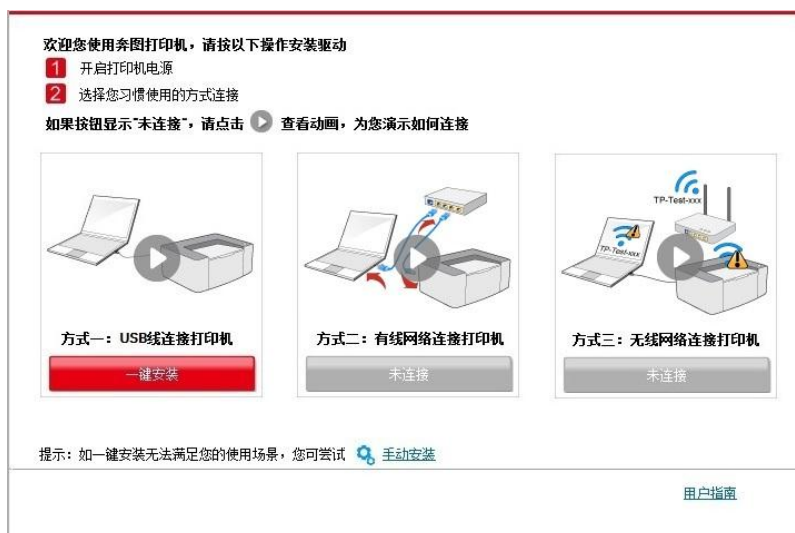 欢迎您使用奔图打印机，请按以下操作安装驱动
1 开启打印机电源
2 选择您习惯使用的方式连接
如果按钮显示"未连接"，请点击 查看动画，为您演示如何连接
TP-Test-xxx
TP-Test-xxx
方式一：USB线连接打印机
方式二：有线网络连接打印机
方式三：无线网络连接打印机
一键安装
未连接
未连接
提示：如一键安装无法满足您的使用场景，您可尝试 手动安装
用户指南